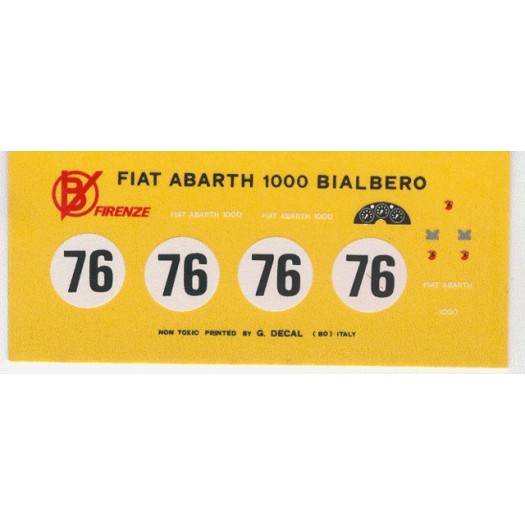 FIAT ABARTH 1000 BIALBERO
FIRENZE
FIAT ABARTH 1000 FIAT ABARTH 1000
76 76 76 76
FIAT ABARTH
1000
NON TOXIC PRINTED BY G. DECAL (BO) ITALY